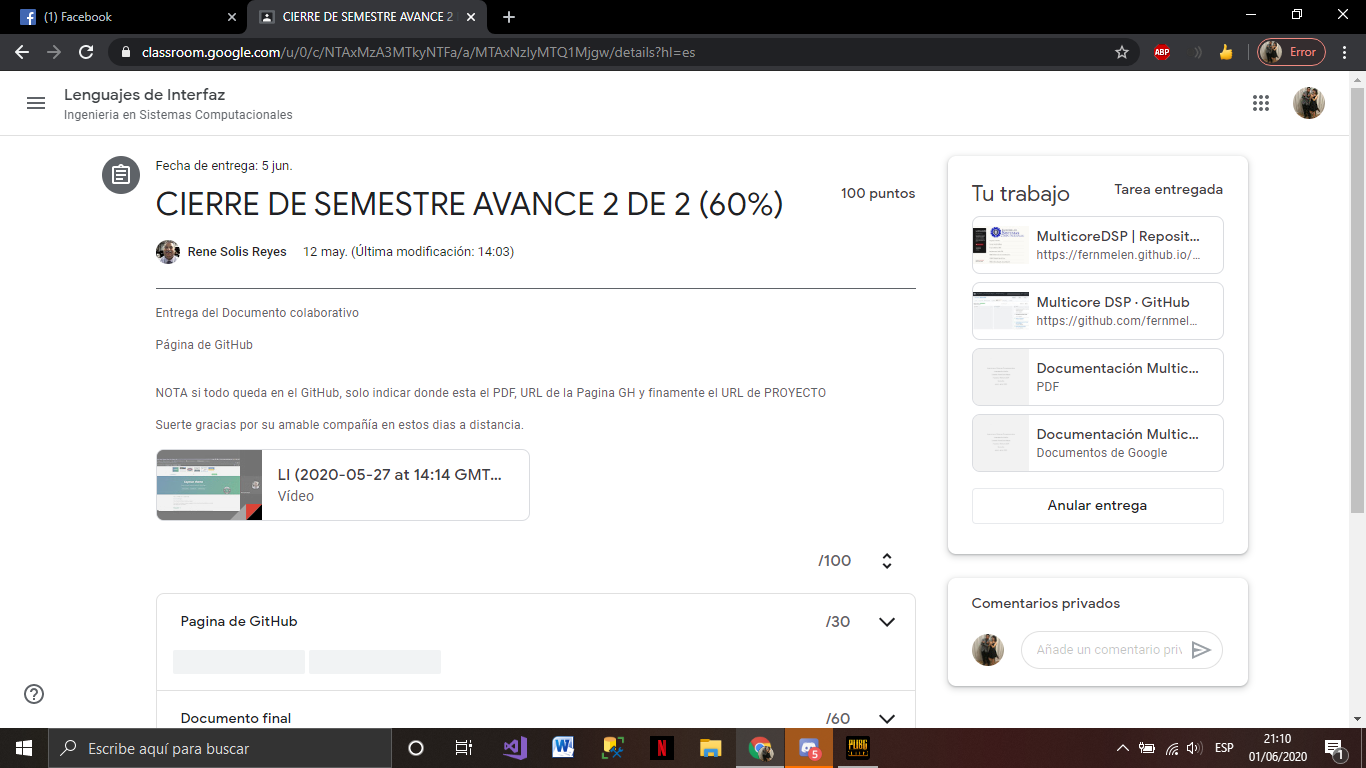 (1) Facebook
CIERRE DE SEMESTRE AVANCE 2
classroom.google.com/u/0/c/NTAxMzA3MTkyNTFa/a/MTAxNzIyMTQ1Mjgw/details?hl=es
ABP
Error
Lenguajes de Interfaz
Ingenieria en Sistemas Computacionales
Fecha de entrega: 5 jun.
CIERRE DE SEMESTRE AVANCE 2 DE 2 (60%)
100 puntos
Rene Solis Reyes 12 may. (Última modificación: 14:03)
Entrega del Documento colaborativo
Página de GitHub
NOTA si todo queda en el GitHub, solo indicar donde esta el PDF, URL de la Pagina GH y finamente el URL de PROYECTO
Suerte gracias por su amable compañía en estos dias a distancia.
LI (2020-05-27 at 14:14 GMT...
Vídeo
/100
Pagina de GitHub /30
Documento final /60
Tu trabajo Tarea entregada
MulticoreDSP | Reposit...
https://fernmelen.github.io/...
Multicore DSP · GitHub
https://github.com/fernmel...
Documentación Multic...
PDF
Documentación Multic...
Documentos de Google
Anular entrega
Comentarios privados
Añade un comentario priv
Escribe aquí para buscar
W
N
5
PUBG
ESP
21:10
01/06/2020
1